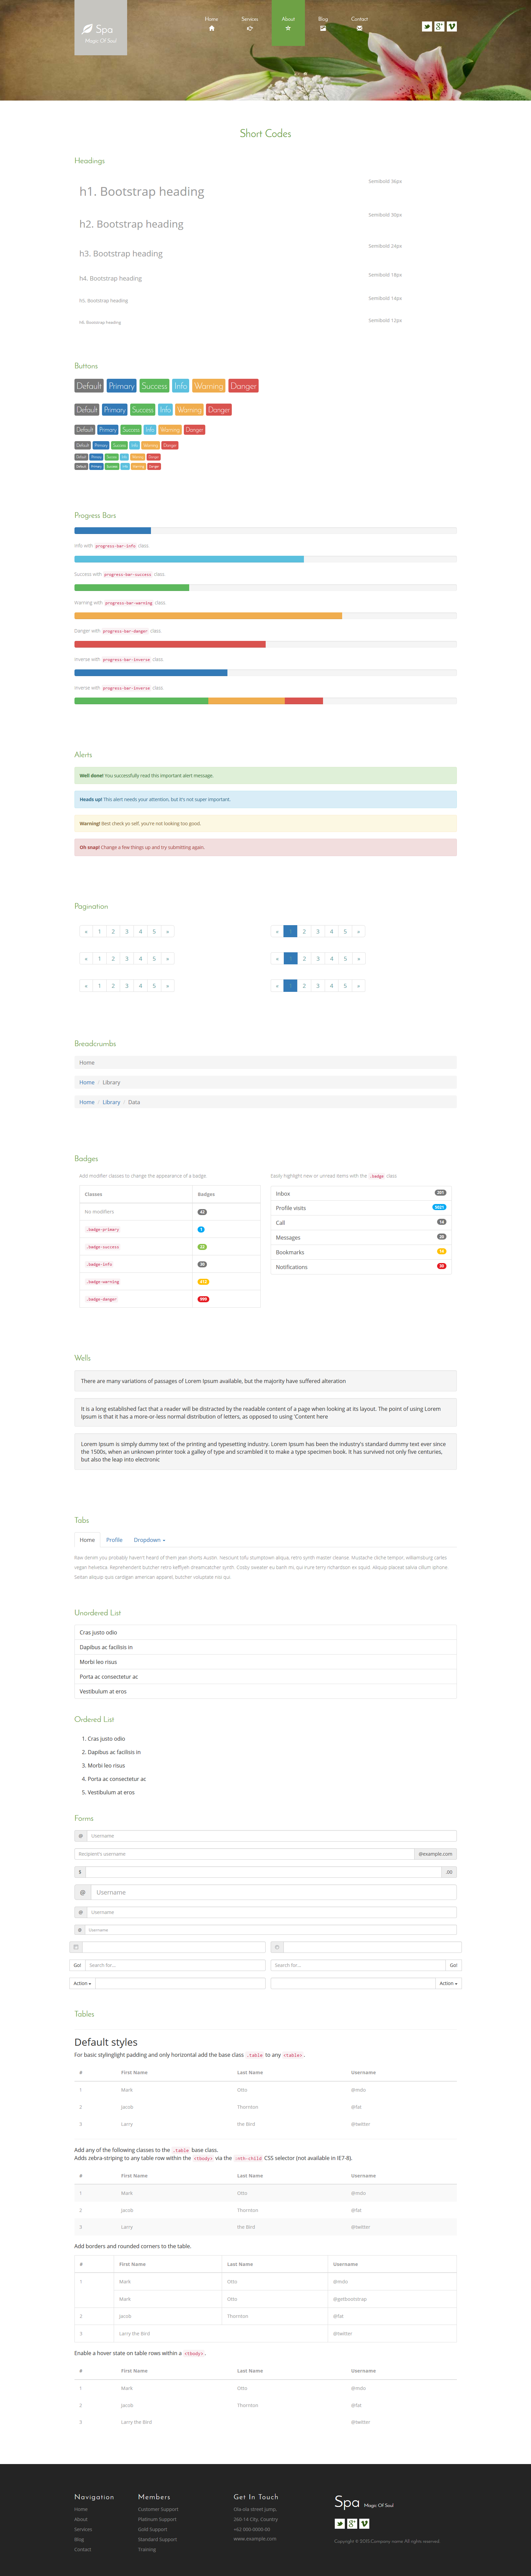 Spa
Magic Of Soul
Home
Services
About
Blog
Contact
Short Codes
Headings
h1. Bootstrap heading
Semibold 36px
h2. Bootstrap heading
Semibold 30px
h3. Bootstrap heading
Semibold 24px
h4. Bootstrap heading
Semibold 18px
h5. Bootstrap heading
Semibold 14px
h6. Bootstrap heading
Semibold 12px
Buttons
Default Primary Success Info Warning Danger
Default Primary Success Info Warning Danger
Default Primary Success Info Warning Danger
Default Primary Success Info Warning Danger
Default Primary Success Info Warning Danger
Default Primary Success Info Warning Danger
Progress Bars
Info with progress-bar-info class.
Success with progress-bar-success class.
Warning with progress-bar-warning class.
Danger with progress-bar-danger class.
Inverse with progress-bar-inverse class.
Inverse with progress-bar-inverse class.
Alerts
Well done! You successfully read this important alert message.
Heads up! This alert needs your attention, but it's not super important.
Warning! Best check yo self, you're not looking too good.
Oh snap! Change a few things up and try submitting again.
Pagination
« 1 2 3 4 5 »
« 2 3 4 5 »
« 1 2 3 4 5 »
« 2 3 4 5 »
« 1 2 3 4 5 »
« 2 3 4 5 »
Breadcrumbs
Home
Home / Library
Home / Library / Data
Badges
Add modifier classes to change the appearance of a badge.
Classes Badges
No modifiers 42
.badge-primary 1
.badge-success 22
.badge-info 30
.badge-warning 412
.badge-danger 999
Easily highlight new or unread items with the .badge class
Inbox 201
Profile visits 5021
Call 14
Messages 20
Bookmarks 14
Notifications 30
Wells
There are many variations of passages of Lorem Ipsum available, but the majority have suffered alteration
It is a long established fact that a reader will be distracted by the readable content of a page when looking at its layout. The point of using Lorem
Ipsum is that it has a more-or-less normal distribution of letters, as opposed to using 'Content here
Lorem Ipsum is simply dummy text of the printing and typesetting industry. Lorem Ipsum has been the industry's standard dummy text ever since
the 1500s, when an unknown printer took a galley of type and scrambled it to make a type specimen book. It has survived not only five centuries,
but also the leap into electronic
Tabs
Home Profile Dropdown
Raw denim you probably haven't heard of them jean shorts Austin. Nesciunt tofu stumptown aliqua, retro synth master cleanse. Mustache cliche tempor, williamsburg carles
vegan helvetica. Reprehenderit butcher retro keffiyeh dreamcatcher synth. Cosby sweater eu banh mi, qui irure terry richardson ex squid. Aliquip placeat salvia cillum iphone.
Seitan aliquip quis cardigan american apparel, butcher voluptate nisi qui.
Unordered List
Cras justo odio
Dapibus ac facilisis in
Morbi leo risus
Porta ac consectetur ac
Vestibulum at eros
Ordered List
1. Cras justo odio
2. Dapibus ac facilisis in
3. Morbi leo risus
4. Porta ac consectetur ac
5. Vestibulum at eros
Forms
@ Username
Recipient's username @example.com
$ .00
@ Username
@ Username
@ Username
Go! Search for...
Search for... Go!
Action
Action
Tables
Default styles
For basic stylinglight padding and only horizontal add the base class .table to any <table>.
# First Name Last Name Username
1 Mark Otto @mdo
2 Jacob Thornton @fat
3 Larry the Bird @twitter
Add any of the following classes to the .table base class.
Adds zebra-striping to any table row within the <tbody> via the :nth-child CSS selector (not available in IE7-8).
# First Name Last Name Username
1 Mark Otto @mdo
2 Jacob Thornton @fat
3 Larry the Bird @twitter
Add borders and rounded corners to the table.
# First Name Last Name Username
1 Mark Otto @mdo
Mark Otto @getbootstrap
2 Jacob Thornton @fat
3 Larry the Bird @twitter
Enable a hover state on table rows within a <tbody>.
# First Name Last Name Username
1 Mark Otto @mdo
2 Jacob Thornton @fat
3 Larry the Bird @twitter
Navigation
Home
About
Services
Blog
Contact
Members
Customer Support
Platinum Support
Gold Support
Standard Support
Training
Get In Touch
Ola-ola street jump,
260-14 City, Country
+62 000-0000-00
www.example.com
Spa Magic Of Soul
Copyright © 2015.Company name All rights reserved.